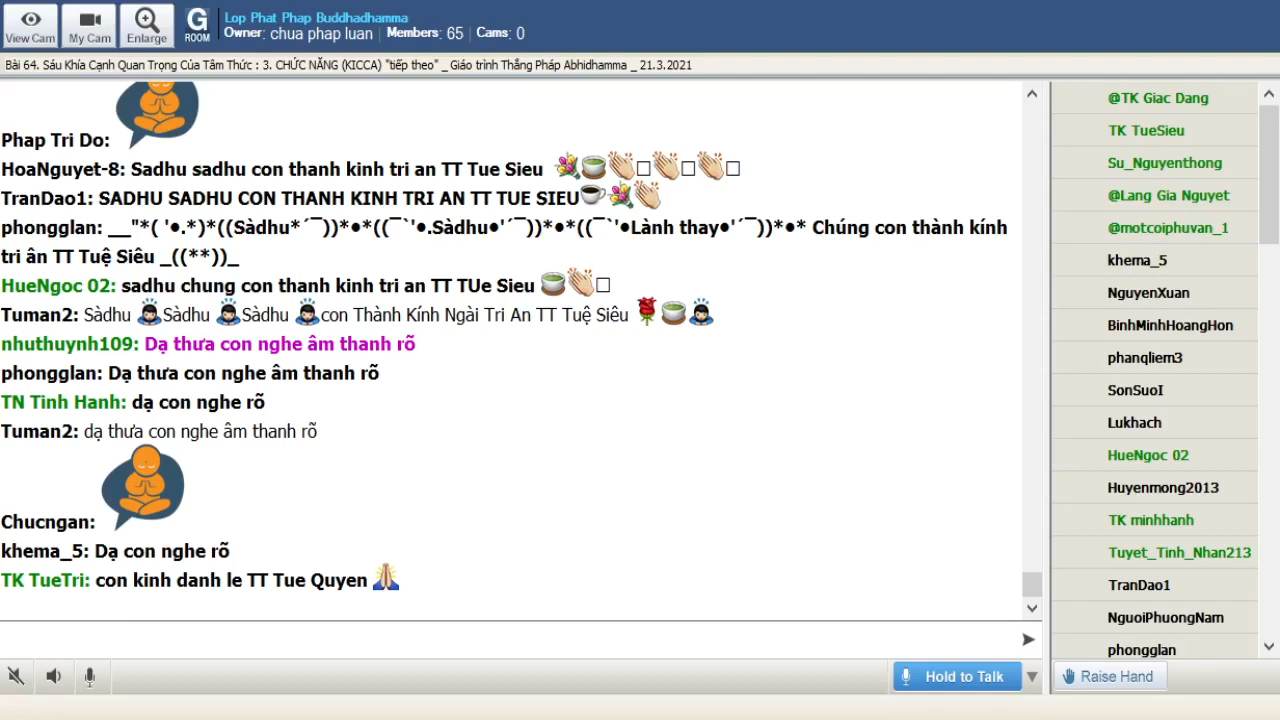 View Cam
My Cam
Enlarge
G
ROOM
Lop Phat Phap Buddhadhamma
Owner: chua phap luan
Members: 65
Cams: 0
Bài 64. Sáu Khía Cạnh Quan Trọng Của Tâm Thức : 3. CHỨC NĂNG (KICCA) "tiếp theo" _ Giáo trình Thắng Pháp Abhidhamma _ 21.3.2021
Phap Tri Do:
HoaNguyet-8: Sadhu sadhu con thanh kinh tri an TT Tue Sieu
TranDao1: SADHU SADHU CON THANH KINH TRI AN TT TUE SIEU
phongglan: __"*( '•.*)*((Sàdhu*´¯))*•*((¯`'•.Sàdhu•'´¯))*•*((¯`'•Lành thay•'´¯))*•* Chúng con thành kính
tri ân TT Tuệ Siêu _((**))_
HueNgoc 02: sadhu chung con thanh kinh tri an TT TUe Sieu
Tuman2: Sàdhu Sàdhu Sàdhu con Thành Kính Ngài Tri An TT Tuệ Siêu
nhuthuynh109: Dạ thưa con nghe âm thanh rõ
phongglan: Dạ thưa con nghe âm thanh rõ
TN Tinh Hanh: dạ con nghe rõ
Tuman2: dạ thưa con nghe âm thanh rõ
Chucngan:
khema_5: Dạ con nghe rõ
TK TueTri: con kinh danh le TT Tue Quyen
Hold to Talk
@TK Giac Dang
TK TueSieu
Su_Nguyenthong
@Lang Gia Nguyet
@motcoiphuvan_1
khema_5
NguyenXuan
BinhMinhHoangHon
phanqliem3
SonSuoI
Lukhach
HueNgoc 02
Huyenmong2013
TK minhhanh
Tuyet_Tinh_Nhan213
TranDao1
NguoiPhuongNam
phongglan
Raise Hand